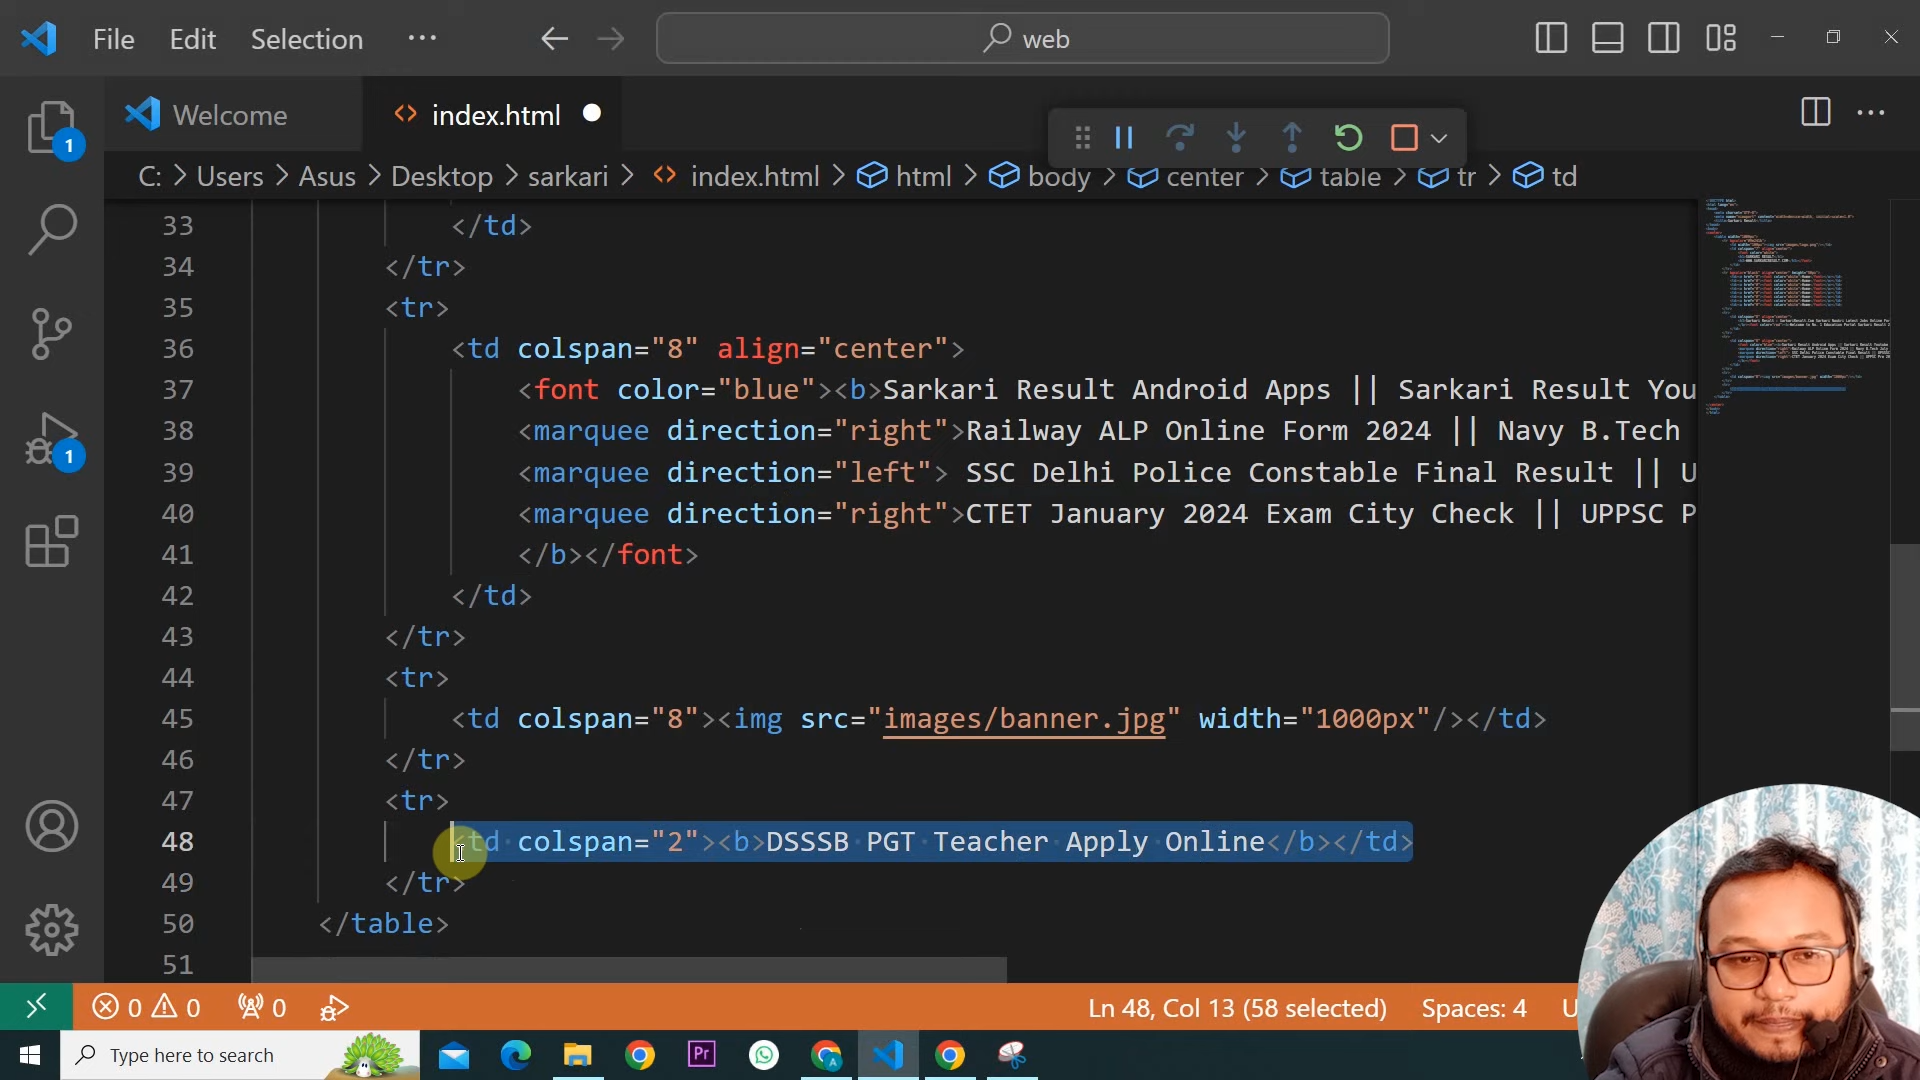 File Edit Selection ··· web
Welcome index.html
C: > Users > Asus > Desktop > sarkari > index.html > html > body > center > table > tr > td
33 </td>
34 </tr>
35 <tr>
36 <td colspan="8" align="center">
37 <font color="blue"><b>Sarkari Result Android Apps || Sarkari Result You
38 <marquee direction="right">Railway ALP Online Form 2024 || Navy B.Tech
39 <marquee direction="left"> SSC Delhi Police Constable Final Result || U
40 <marquee direction="right">CTET January 2024 Exam City Check || UPPSC P
41 </b></font>
42 </td>
43 </tr>
44 <tr>
45 <td colspan="8"><img src="images/banner.jpg" width="1000px"/></td>
46 </tr>
47 <tr>
48 <td colspan="2"><b>DSSSB PGT Teacher Apply Online</b></td>
49 </tr>
50 </table>
51
1
1
0 0 0 Ln 48, Col 13 (58 selected) Spaces: 4 U
Type here to search Pr A